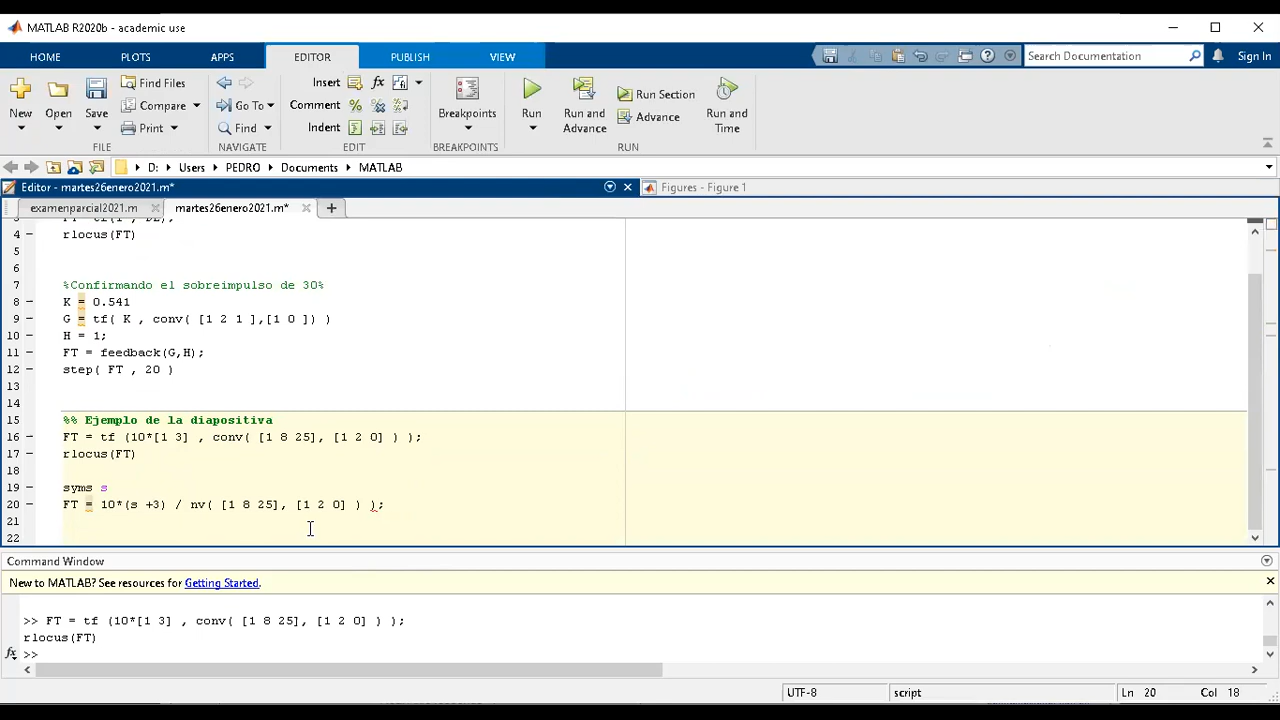 MATLAB R2020b - academic use
HOME PLOTS APPS EDITOR PUBLISH VIEW Search Documentation Sign In
New Open Save Find Files Compare Print Go To Find Insert Comment Indent fx Breakpoints Run Run and Advance Run Section Advance Run and Time
FILE NAVIGATE EDIT BREAKPOINTS RUN
D: Users PEDRO Documents MATLAB
Editor - martes26enero2021.m* Figures - Figure 1
examenparcial2021.m martes26enero2021.m*
4 rlocus(FT)
5
6
7 %Confirmando el sobreimpulso de 30%
8 K = 0.541
9 G = tf( K , conv( [1 2 1 ],[1 0 ]) )
10 H = 1;
11 FT = feedback(G,H);
12 step( FT , 20 )
13
14
15 %% Ejemplo de la diapositiva
16 FT = tf (10*[1 3] , conv( [1 8 25], [1 2 0] ) );
17 rlocus(FT)
18
19 syms s
20 FT = 10*(s +3) / nv( [1 8 25], [1 2 0] ) );
21
22
Command Window
New to MATLAB? See resources for Getting Started.
>> FT = tf (10*[1 3] , conv( [1 8 25], [1 2 0] ) );
rlocus(FT)
fx >>
UTF-8 script Ln 20 Col 18